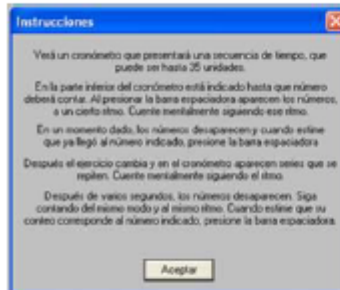 Instrucciones
Verá un cronómetro que presentará una secuencia de tiempo, que
puede ser hasta 35 unidades.
En la parte inferior del cronómetro está indicado hasta que número
deberá contar. Al presionar la barra espaciadora aparecen los números,
a un cierto ritmo. Cuente mentalmente siguiendo ese ritmo.
En un momento dado, los números desaparecen y cuando estime
que ya llegó al número indicado, presione la barra espaciadora
Después el ejercicio cambia y en el cronómetro aparecen series que se
repiten. Cuente mentalmente siguiendo el ritmo.
Después de varios segundos, los números desaparecen. Siga
contando del mismo modo y al mismo ritmo. Cuando estime que su
conteo corresponde al número indicado, presione la barra espaciadora.
Aceptar